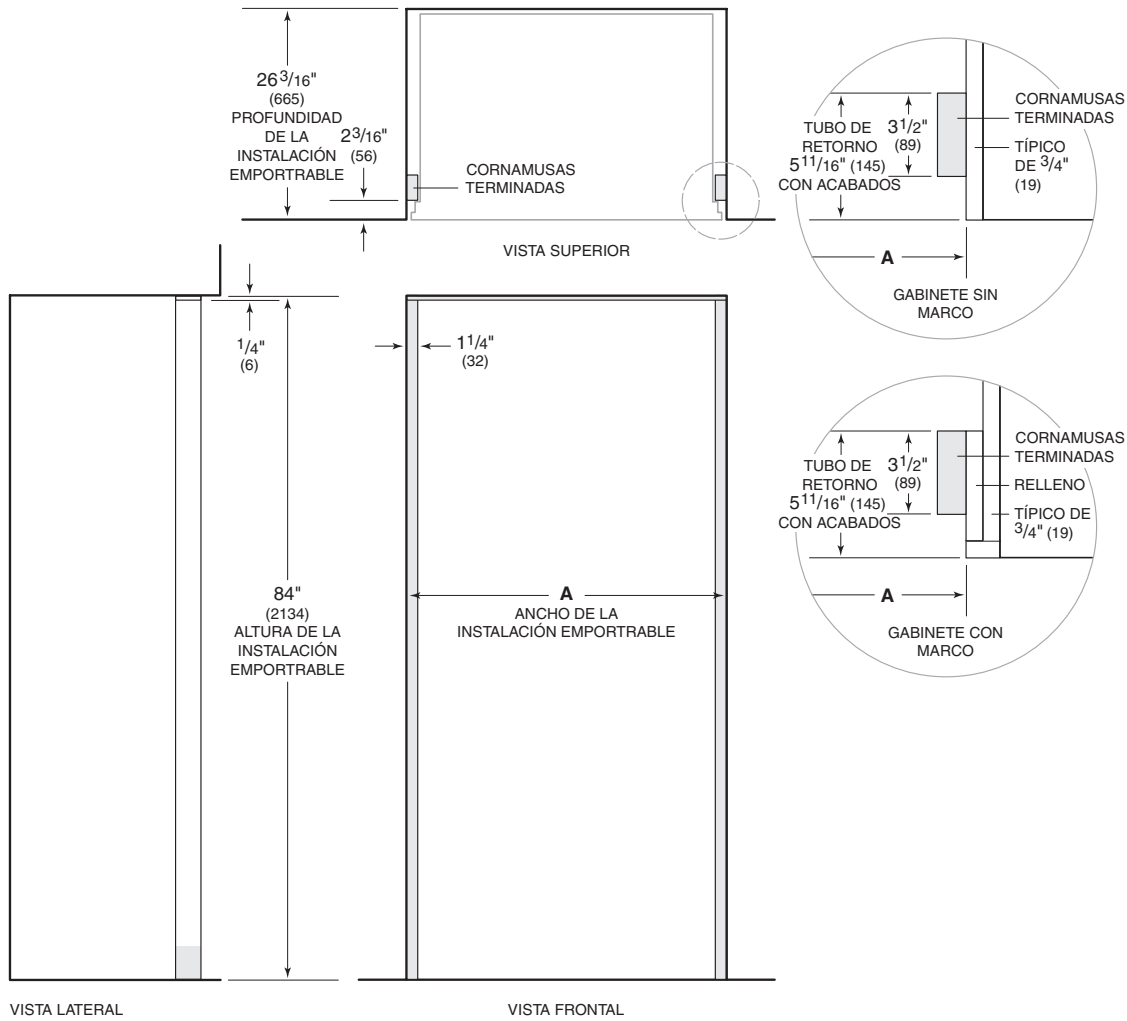 26 3/16"
(665)
PROFUNDIDAD
DE LA
INSTALACIÓN
EMPORTRABLE
2 3/16"
(56)
CORNAMUSAS
TERMINADAS
VISTA SUPERIOR
TUBO DE
RETORNO
5 11/16" (145)
CON ACABADOS
3 1/2"
(89)
CORNAMUSAS
TERMINADAS
TÍPICO
DE 3/4"
(19)
A
GABINETE SIN
MARCO
1/4"
(6)
1 1/4"
(32)
84"
(2134)
ALTURA DE LA
INSTALACIÓN
EMPORTRABLE
A
ANCHO DE LA
INSTALACIÓN EMPORTRABLE
TUBO DE
RETORNO
5 11/16" (145)
CON ACABADOS
3 1/2"
(89)
CORNAMUSAS
TERMINADAS
RELLENO
TÍPICO DE
3/4" (19)
A
GABINETE CON
MARCO
VISTA LATERAL
VISTA FRONTAL